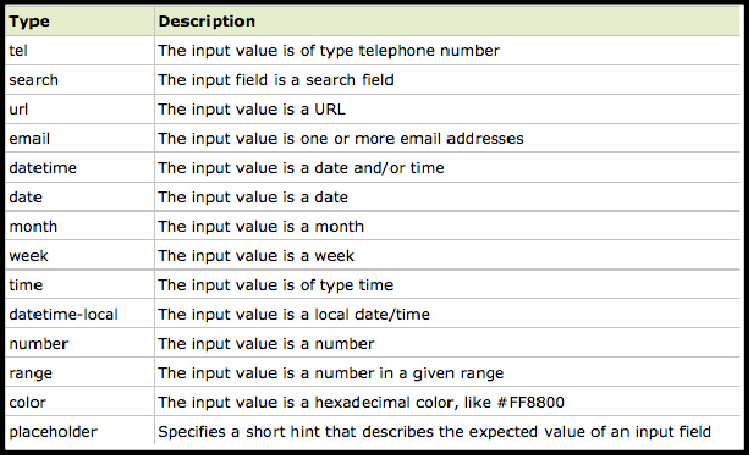 Type Description
tel The input value is of type telephone number
search The input field is a search field
url The input value is a URL
email The input value is one or more email addresses
datetime The input value is a date and/or time
date The input value is a date
month The input value is a month
week The input value is a week
time The input value is of type time
datetime-local The input value is a local date/time
number The input value is a number
range The input value is a number in a given range
color The input value is a hexadecimal color, like #FF8800
placeholder Specifies a short hint that describes the expected value of an input field